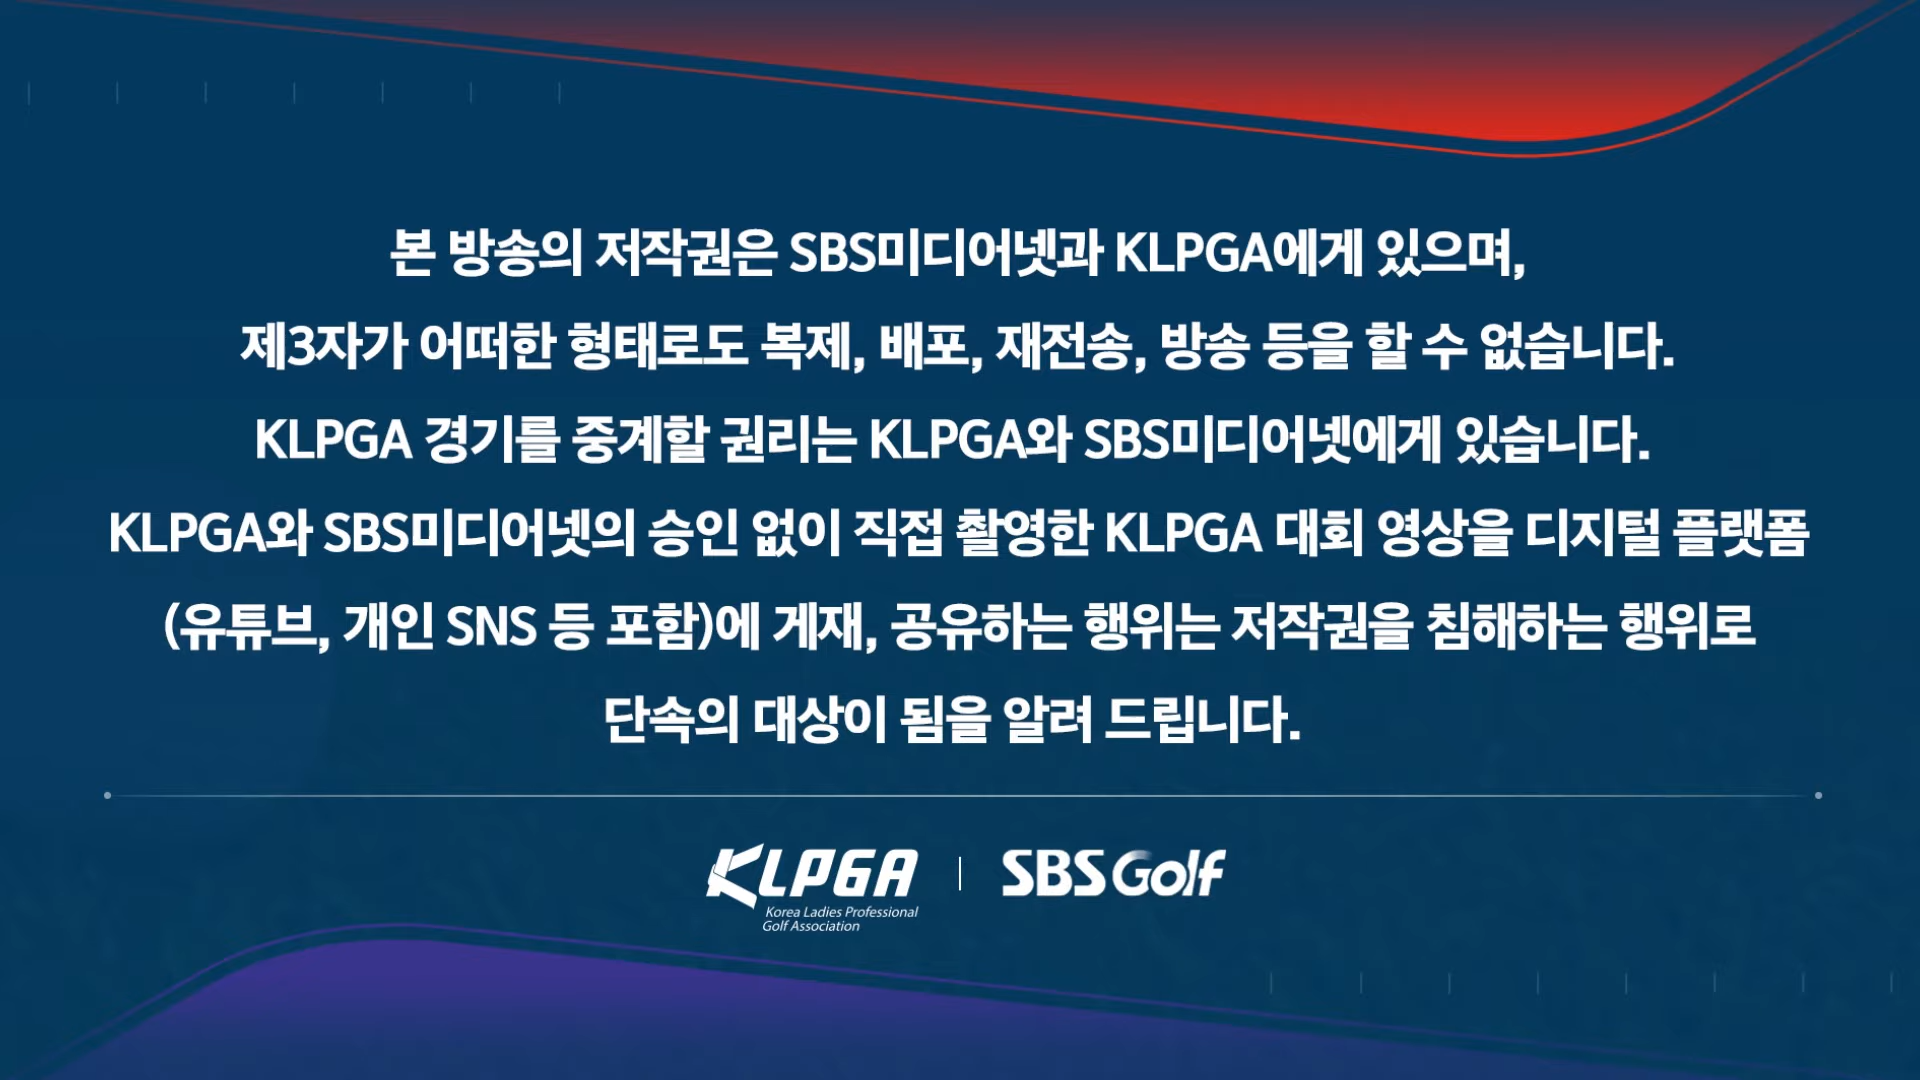 본 방송의 저작권은 SBS미디어넷과 KLPGA에게 있으며,
제3자가 어떠한 형태로도 복제, 배포, 재전송, 방송 등을 할 수 없습니다.
KLPGA 경기를 중계할 권리는 KLPGA와 SBS미디어넷에게 있습니다.
KLPGA와 SBS미디어넷의 승인 없이 직접 촬영한 KLPGA 대회 영상을 디지털 플랫폼
(유튜브, 개인 SNS 등 포함)에 게재, 공유하는 행위는 저작권을 침해하는 행위로
단속의 대상이 됨을 알려 드립니다.
KLPGA
Korea Ladies Professional
Golf Association
SBS Golf